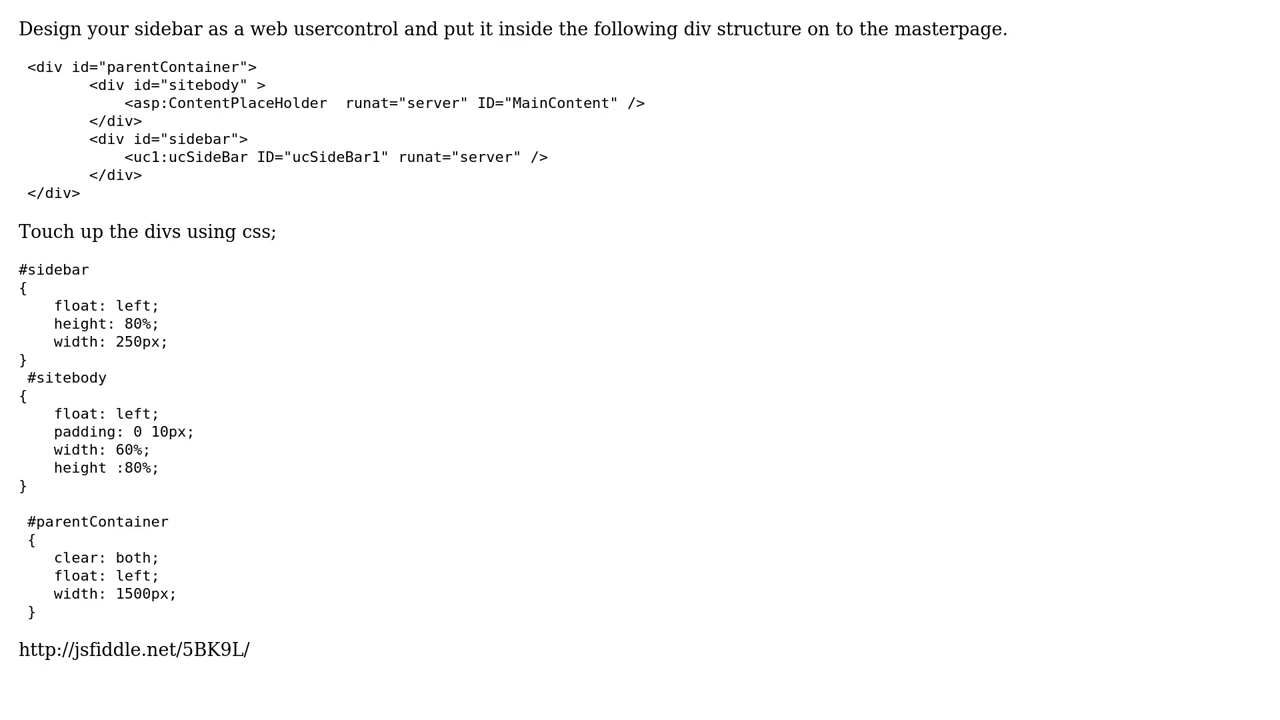 Design your sidebar as a web usercontrol and put it inside the following div structure on to the masterpage.
<div id="parentContainer">
<div id="sitebody" >
<asp:ContentPlaceHolder  runat="server" ID="MainContent" />
</div>
<div id="sidebar">
<uc1:ucSideBar ID="ucSideBar1" runat="server" />
</div>
</div>
Touch up the divs using css;
#sidebar
{
float: left;
height: 80%;
width: 250px;
}
#sitebody
{
float: left;
padding: 0 10px;
width: 60%;
height :80%;
}
#parentContainer
{
clear: both;
float: left;
width: 1500px;
}
http://jsfiddle.net/5BK9L/